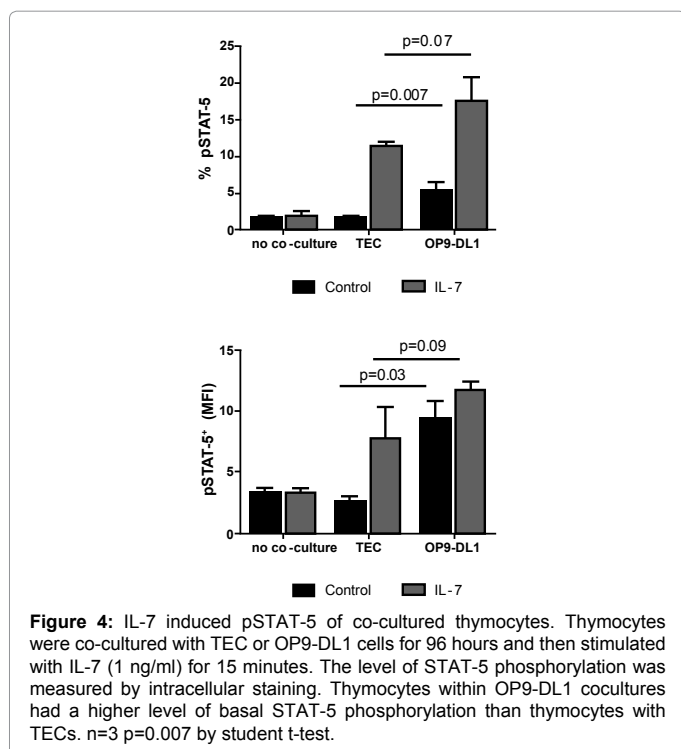 p=0.07
25
20
p=0.007
15
10
5
0
% pSTAT-5
no co-culture TEC OP9-DL1
Control IL-7
15
p=0.09
p=0.03
10
5
0
pSTAT-5+ (MFI)
no co-culture TEC OP9-DL1
Control IL-7
Figure 4: IL-7 induced pSTAT-5 of co-cultured thymocytes. Thymocytes
were co-cultured with TEC or OP9-DL1 cells for 96 hours and then stimulated
with IL-7 (1 ng/ml) for 15 minutes. The level of STAT-5 phosphorylation was
measured by intracellular staining. Thymocytes within OP9-DL1 cocultures
had a higher level of basal STAT-5 phosphorylation than thymocytes with
TECs. n=3 p=0.007 by student t-test.